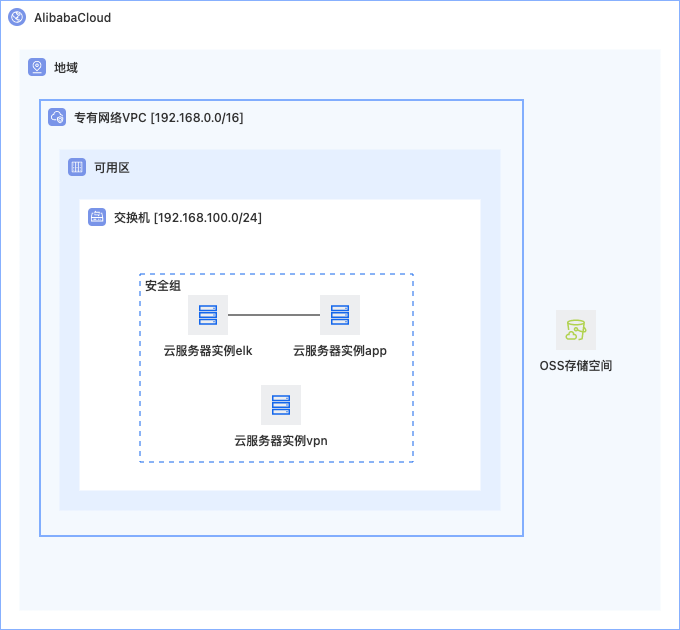 AlibabaCloud
地域
专有网络VPC [192.168.0.0/16]
可用区
交换机 [192.168.100.0/24]
安全组
云服务器实例elk
云服务器实例app
OSS存储空间
云服务器实例vpn